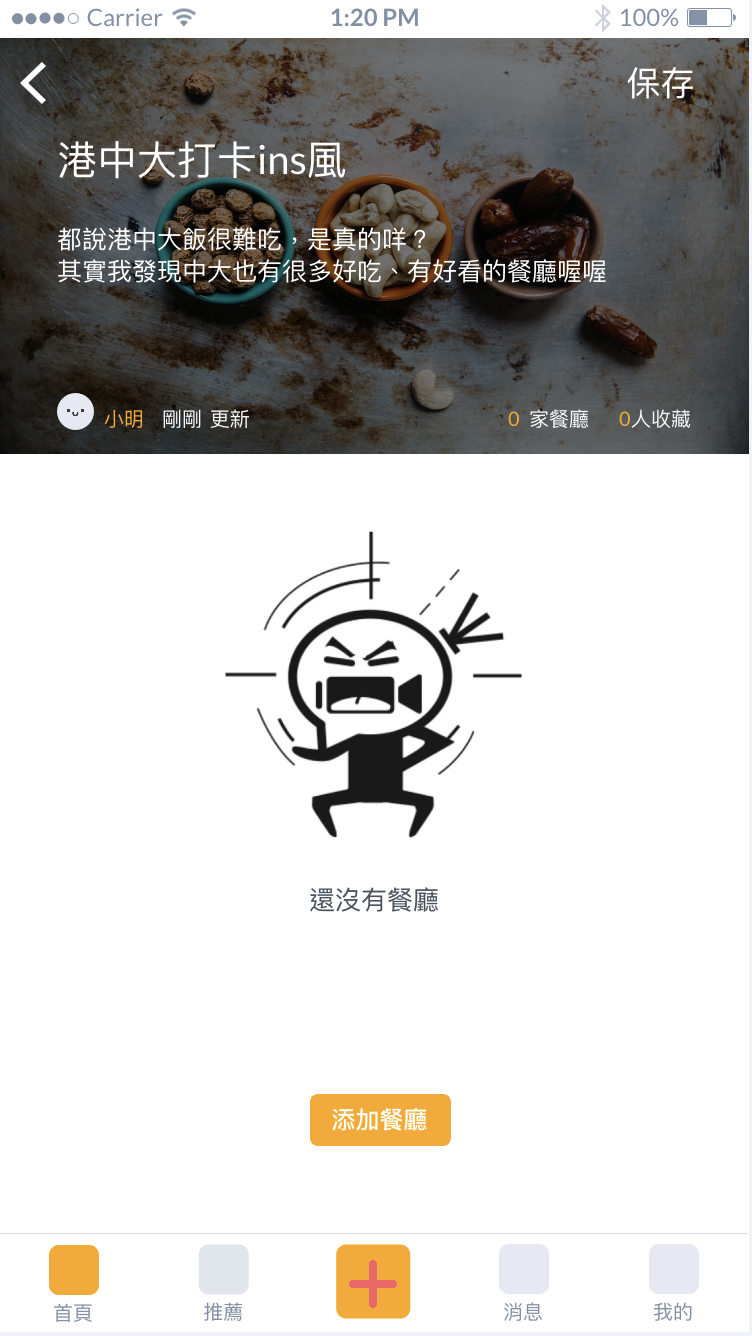 Carrier 1:20 PM 100%
保存
港中大打卡ins風
都說港中大飯很難吃，是真的咩？
其實我發現中大也有很多好吃、有好看的餐廳喔喔
小明 剛剛 更新 0 家餐廳 0人收藏
還沒有餐廳
添加餐廳
首頁 推薦 消息 我的